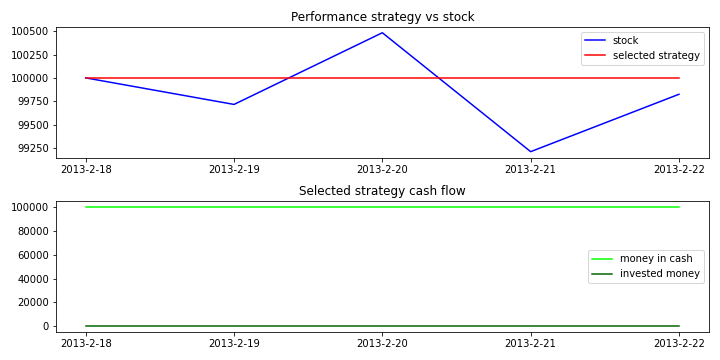 Performance strategy vs stock
100500
100250
100000
99750
99500
99250
stock
selected strategy
2013-2-18 2013-2-19 2013-2-20 2013-2-21 2013-2-22
Selected strategy cash flow
100000
80000
60000
40000
20000
0
money in cash
invested money
2013-2-18 2013-2-19 2013-2-20 2013-2-21 2013-2-22